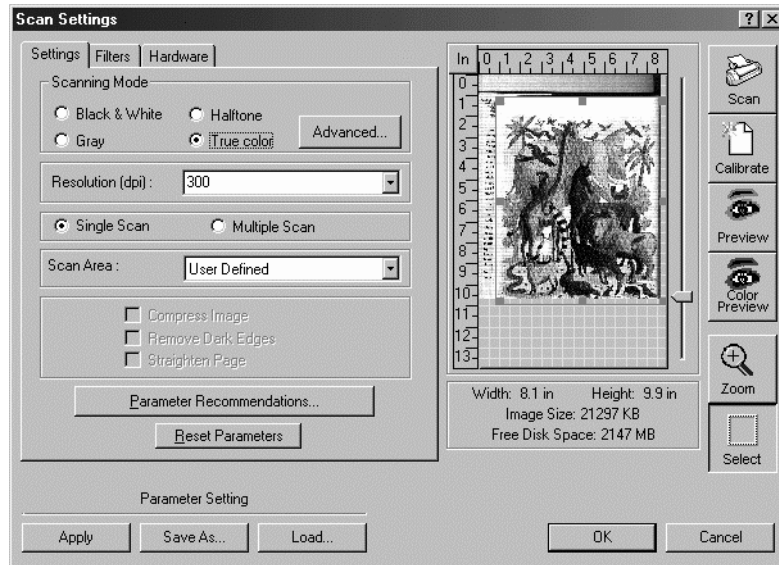 Scan Settings
Settings Filters Hardware
Scanning Mode
Black & White Halftone
Gray True color
Advanced...
Resolution (dpi) : 300
Single Scan Multiple Scan
Scan Area : User Defined
Compress Image
Remove Dark Edges
Straighten Page
Parameter Recommendations...
Reset Parameters
In 0 1 2 3 4 5 6 7 8
0
1
2
3
4
5
6
7
8
9
10
11
12
13
Width: 8.1 in Height: 9.9 in
Image Size: 21297 KB
Free Disk Space: 2147 MB
Scan
Calibrate
Preview
Color
Preview
Zoom
Select
Parameter Setting
Apply Save As... Load...
OK Cancel